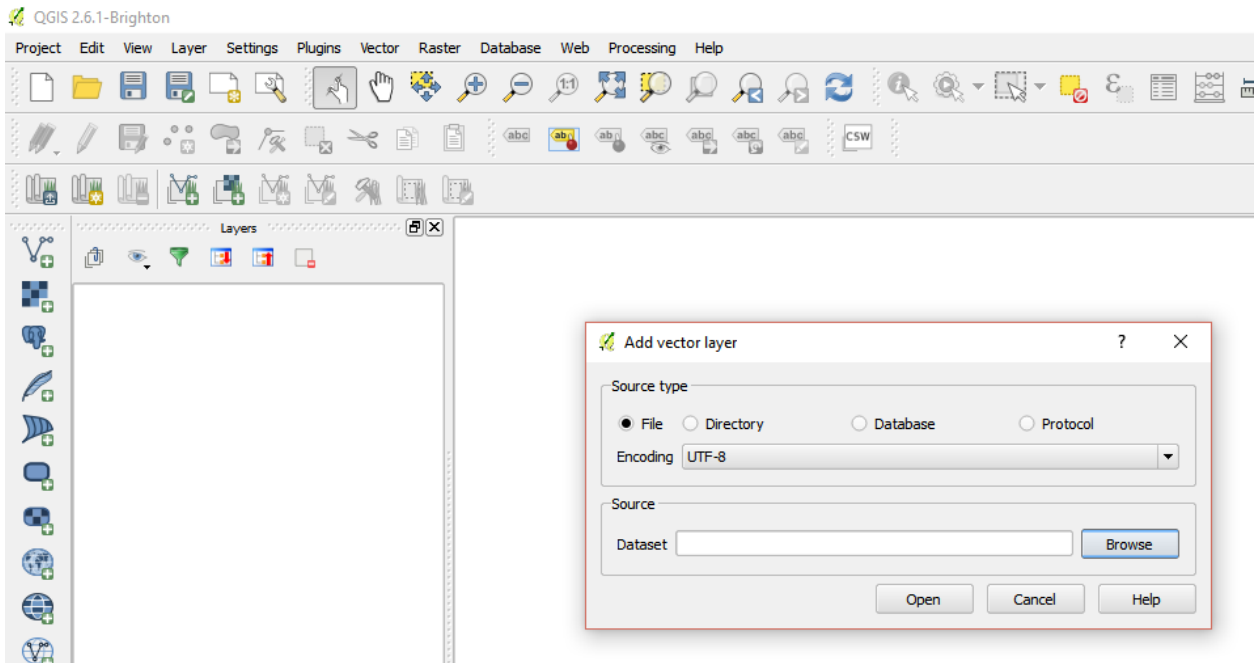 QGIS 2.6.1-Brighton
Project Edit View Layer Settings Plugins Vector Raster Database Web Processing Help
1:1 ε
abc ab ab abc abc abc abc CSW
Layers
Add vector layer ?
Source type
File Directory Database Protocol
Encoding UTF-8
Source
Dataset Browse
Open Cancel Help